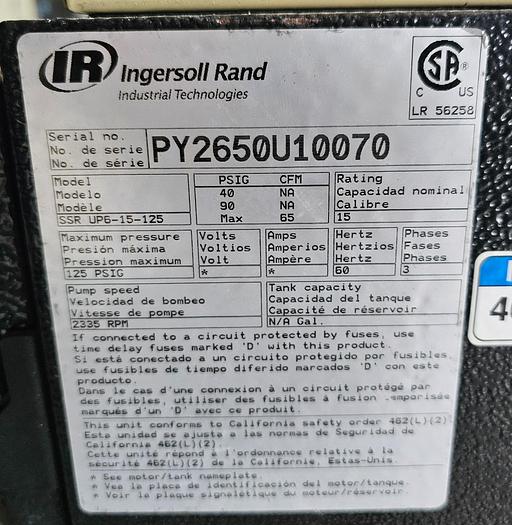 IR Ingersoll Rand
Industrial Technologies
SA ®
C US
LR 56258
Serial no.
No. de serie
No. de série
PY2650U10070
Model
Modelo
Modèle
SSR UP6-15-125
PSIG CFM
40 NA
90 NA
Max 65
Rating
Capacidad nominal
Calibre
15
Maximum pressure
Presión máxima
Pression maximum
125 PSIG
Volts
Voltios
Volt
*
Amps
Amperios
Ampère
*
Hertz
Hertzios
Hertz
60
Phases
Fases
Phases
3
Pump speed
Velocidad de bombeo
Vitesse de pompe
2335 RPM
Tank capacity
Capacidad del tanque
Capacité de réservoir
N/A Gal.
If connected to a circuit protected by fuses, use
time delay fuses marked 'D' with this product.
Si está conectado a un circuito protegido por fusibles,
use fusibles de tiempo diferido marcados 'D' con este
producto.
Dans le cas d'une connexion à un circuit protégé par
des fusibles, utiliser des fusibles à fusion temporisée
marqués d'un 'D' avec ce produit.
This unit conforms to California safety order 462(L)(2)
Esta unidad se ajusta a las normas de Seguridad de
California 462(L)(2).
Cette unité répond à l'ordonnance relative à la
sécurité 462(L)(2) de la Californie, Estas-Unis.
* See motor/tank nameplate.
* Vea la placa de identificación del motor/tanque.
* Voir la plaque signalétique du moteur/réservoir.